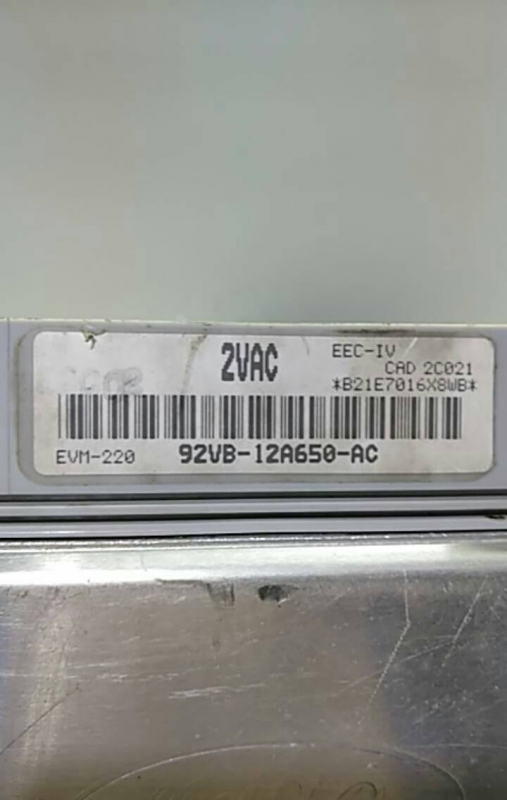 2VAC
EEC-IV
CAD 2C021
*B21E7016X8WB*
EVM-220
92VB-12A650-AC